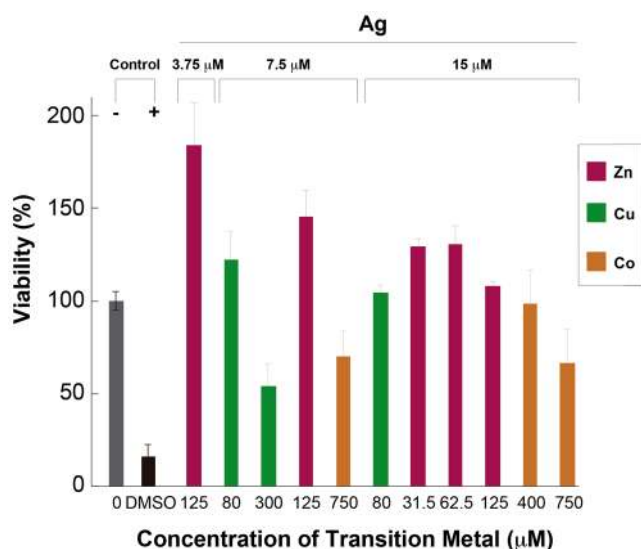 Ag
Control 3.75 μM 7.5 μM 15 μM
- +
200
150
100
50
0
Viability (%)
Zn
Cu
Co
0 DMSO 125 80 300 125 750 80 31.5 62.5 125 400 750
Concentration of Transition Metal (μM)